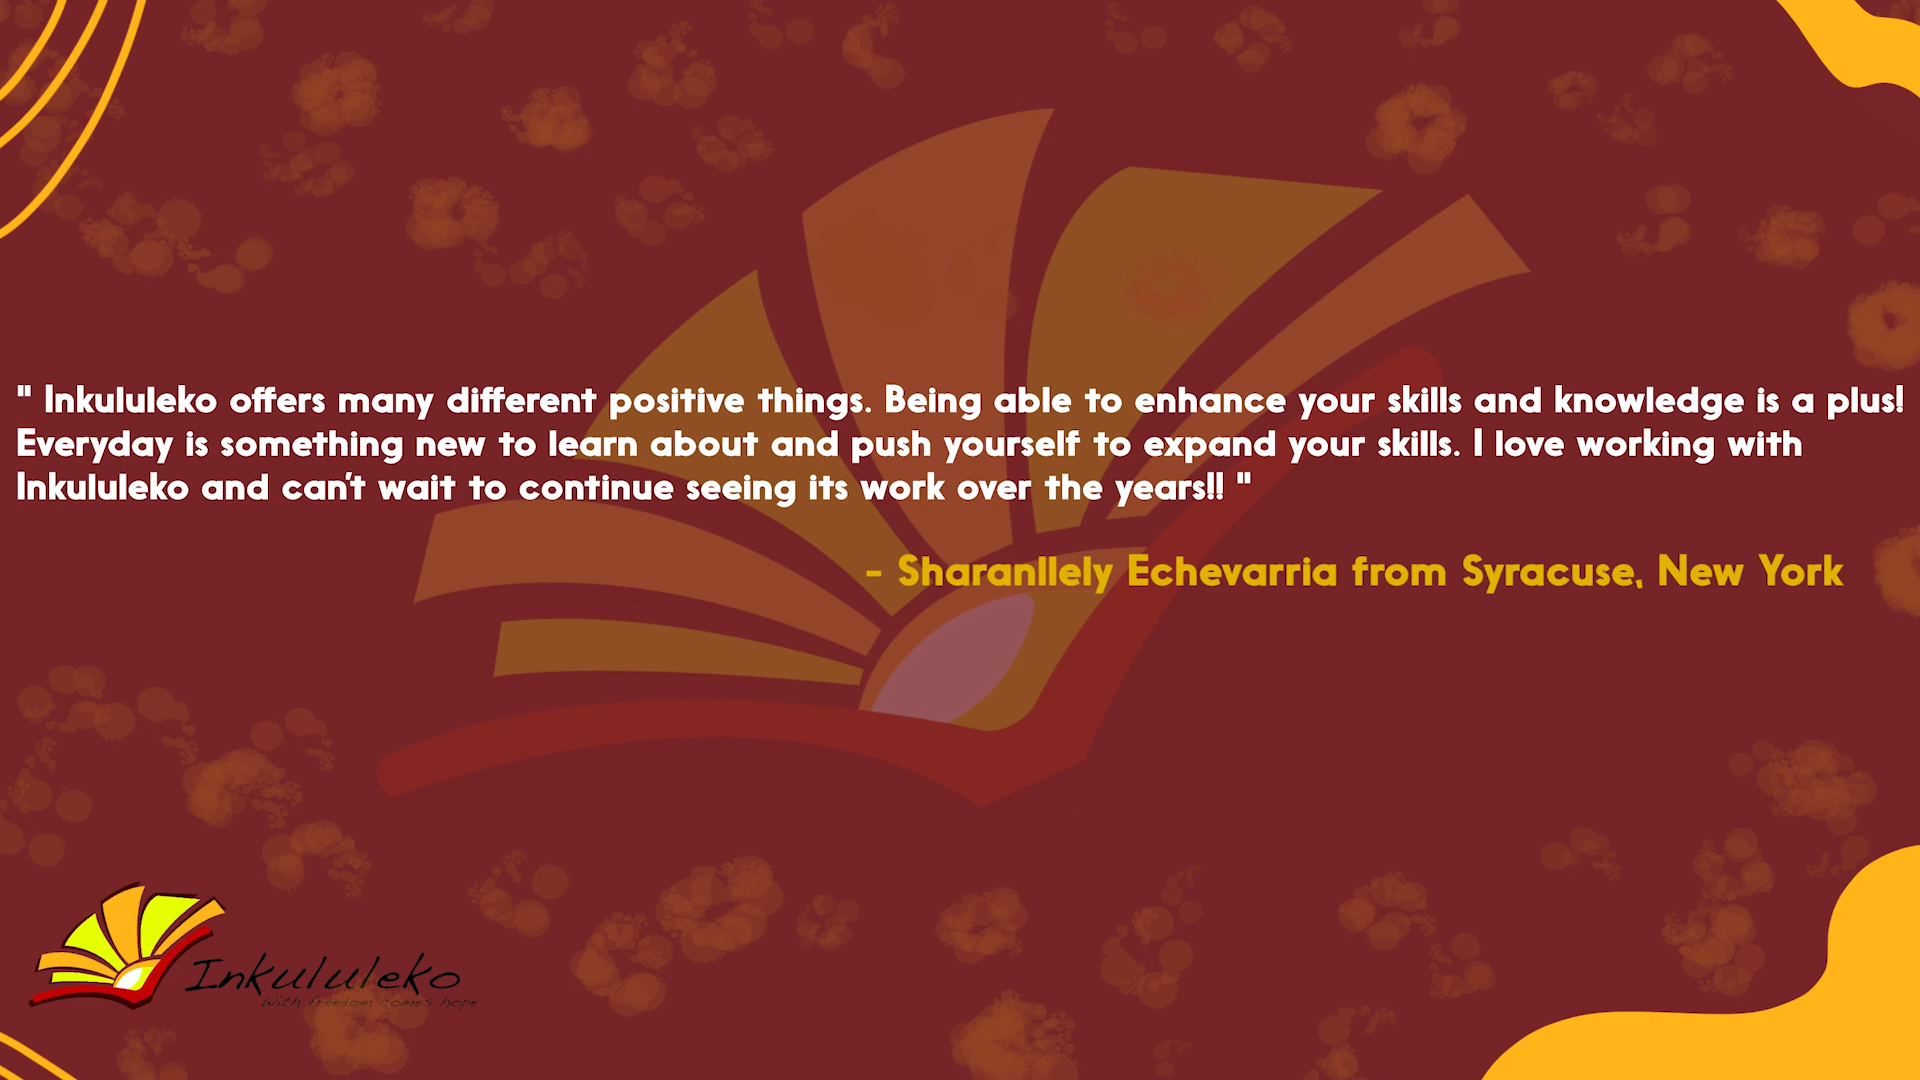 " Inkululeko offers many different positive things. Being able to enhance your skills and knowledge is a plus!
Everyday is something new to learn about and push yourself to expand your skills. I love working with
Inkululeko and can't wait to continue seeing its work over the years!! "
- Sharanllely Echevarria from Syracuse, New York
Inkululeko
With freedom comes hope